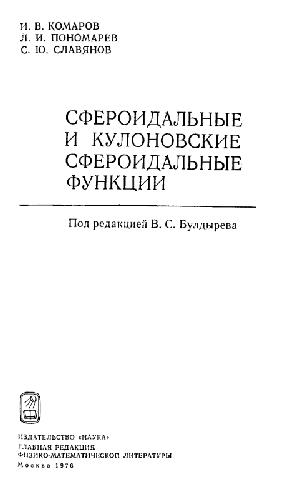 И. В. КОМАРОВ
Л. И. ПОНОМАРЕВ
С. Ю. СЛАВЯНОВ
СФЕРОИДАЛЬНЫЕ
И КУЛОНОВСКИЕ
СФЕРОИДАЛЬНЫЕ
ФУНКЦИИ
Под редакцией В. С. Булдырева
ИЗДАТЕЛЬСТВО «НАУКА»
ГЛАВНАЯ РЕДАКЦИЯ
ФИЗИКО-МАТЕМАТИЧЕСКОЙ ЛИТЕРАТУРЫ
Москва 1976